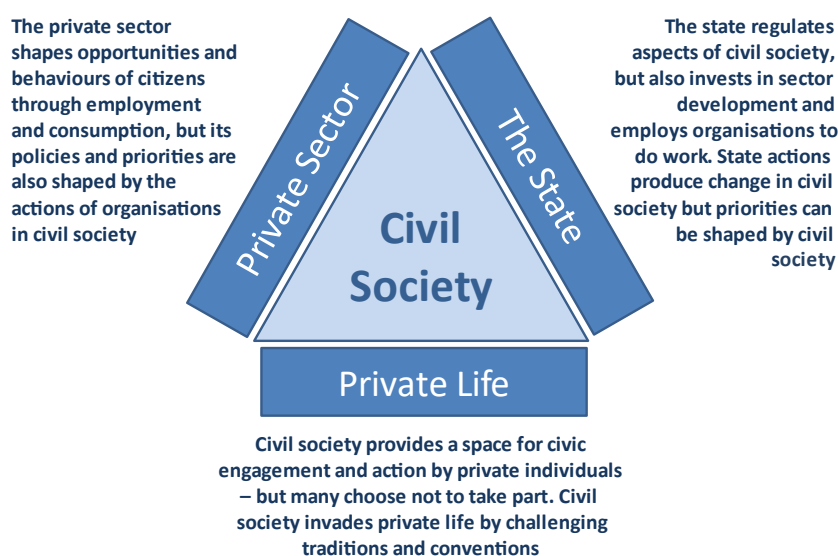 The private sector
shapes opportunities and
behaviours of citizens
through employment
and consumption, but its
policies and priorities are
also shaped by the
actions of organisations
in civil society
Private Sector
Civil
Society
The State
The state regulates
aspects of civil society,
but also invests in sector
development and
employs organisations to
do work. State actions
produce change in civil
society but priorities can
be shaped by civil
society
Private Life
Civil society provides a space for civic
engagement and action by private individuals
– but many choose not to take part. Civil
society invades private life by challenging
traditions and conventions